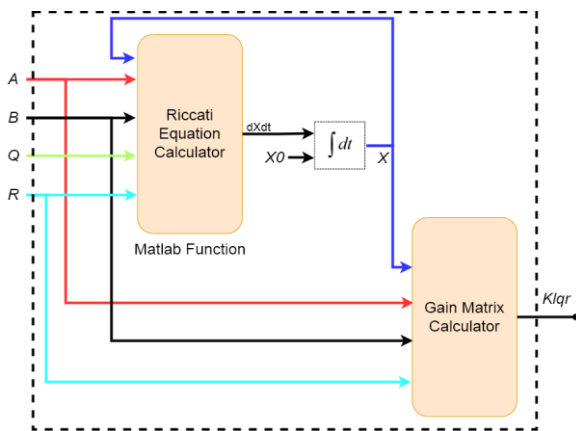 A
B
Q
R
Riccati
Equation
Calculator
dXdt
X0
∫dt
X
Matlab Function
Gain Matrix
Calculator
Klqr